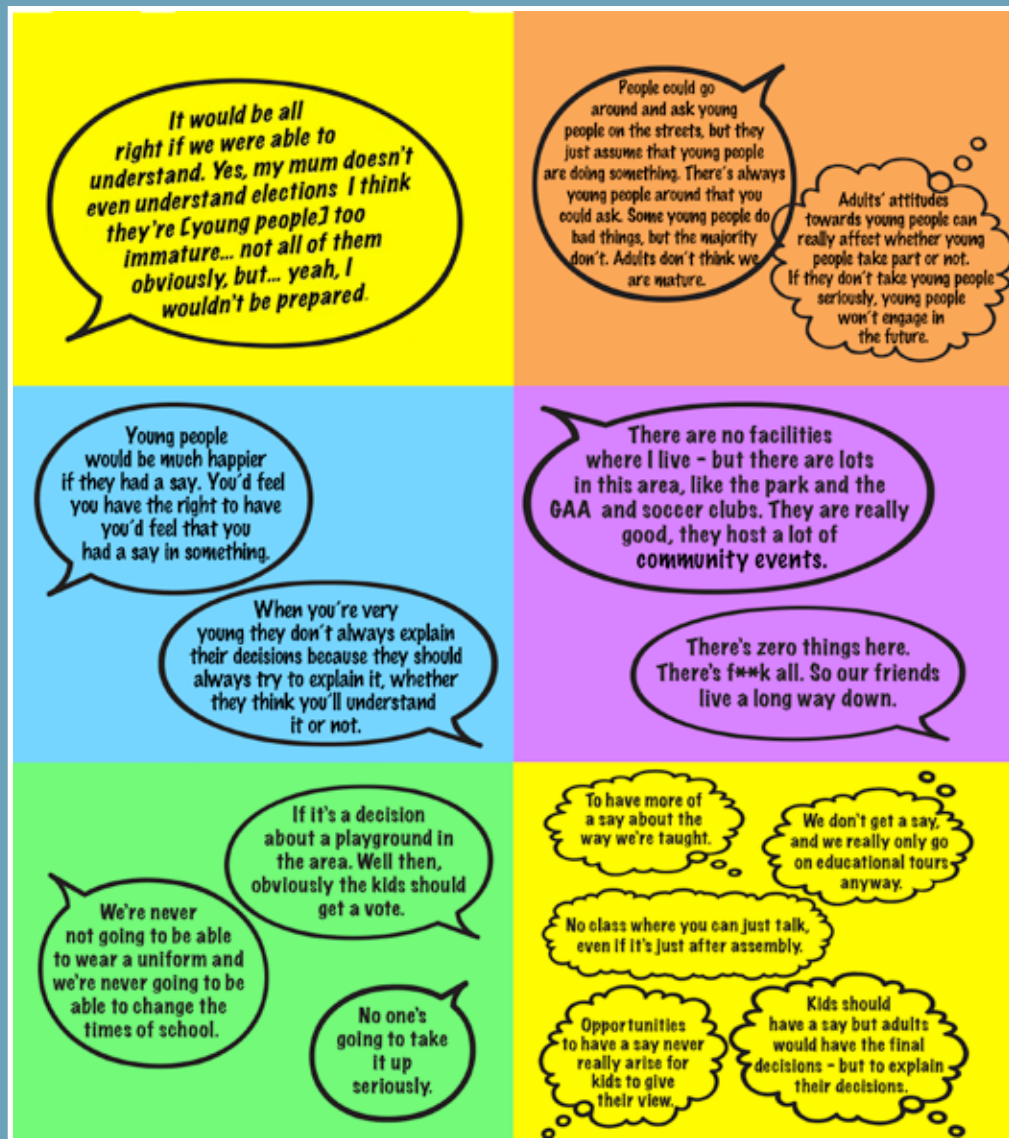 It would be all
right if we were able to
understand. Yes, my mum doesn't
even understand elections I think
they're [young people] too
immature... not all of them
obviously, but... yeah, I
wouldn't be prepared.
People could go
around and ask young
people on the streets, but they
just assume that young people
are doing something. There's always
young people around that you
could ask. Some young people do
bad things, but the majority
don't. Adults don't think we
are mature.
Adults' attitudes
towards young people can
really affect whether young
people take part or not.
If they don't take young people
seriously, young people
won't engage in
the future.
Young people
would be much happier
if they had a say. You'd feel
you have the right to have
you'd feel that you
had a say in something.
When you're very
young they don't always explain
their decisions because they should
always try to explain it, whether
they think you'll understand
it or not.
There are no facilities
where I live - but there are lots
in this area, like the park and the
GAA and soccer clubs. They are really
good, they host a lot of
community events.
There's zero things here.
There's f**k all. So our friends
live a long way down.
If it's a decision
about a playground in
the area. Well then,
obviously the kids should
get a vote.
We're never
not going to be able
to wear a uniform and
we're never going to be
able to change the
times of school.
No one's
going to take
it up
seriously.
To have more of
a say about the
way we're taught.
We don't get a say,
and we really only go
on educational tours
anyway.
No class where you can just talk,
even if it's just after assembly.
Opportunities
to have a say never
really arise for
kids to give
their view.
Kids should
have a say but adults
would have the final
decisions - but to explain
their decisions.